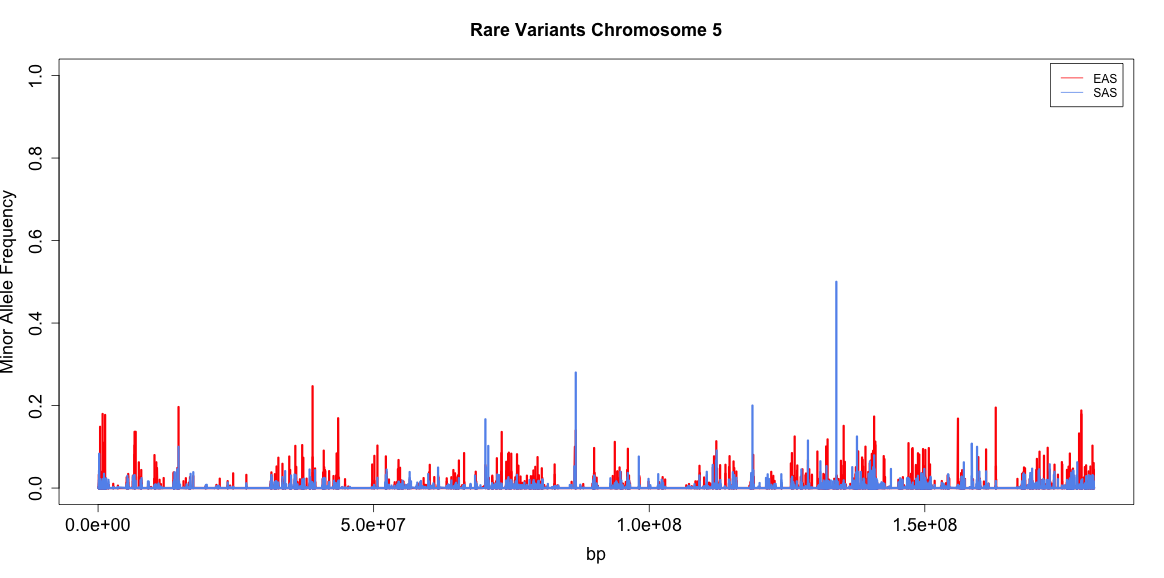 Rare Variants Chromosome 5
EAS
SAS
Minor Allele Frequency
1.0
0.8
0.6
0.4
0.2
0.0
0.0e+00 5.0e+07 1.0e+08 1.5e+08
bp